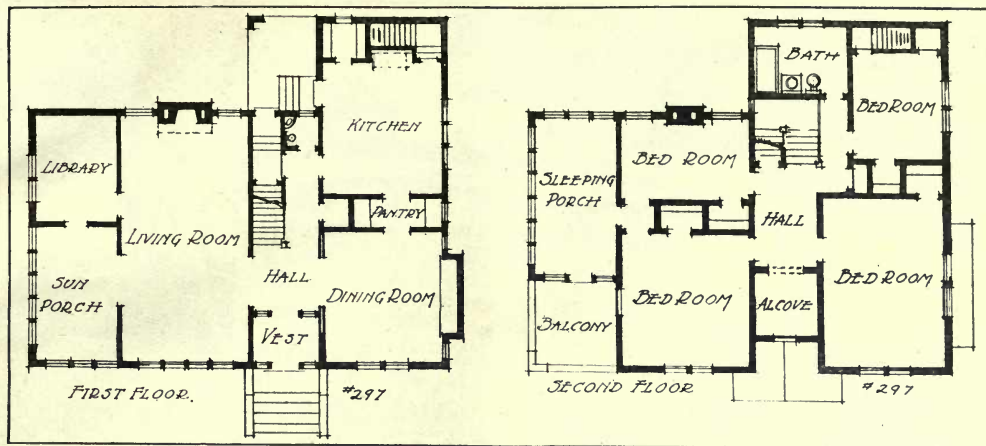 LIBRARY
LIVING ROOM
SUN
PORCH
HALL
VEST
KITCHEN
PANTRY
DINING ROOM
FIRST FLOOR.
#297
BATH
BED ROOM
BED ROOM
SLEEPING
PORCH
HALL
BED ROOM
ALCOVE
BED ROOM
BALCONY
SECOND FLOOR
#297